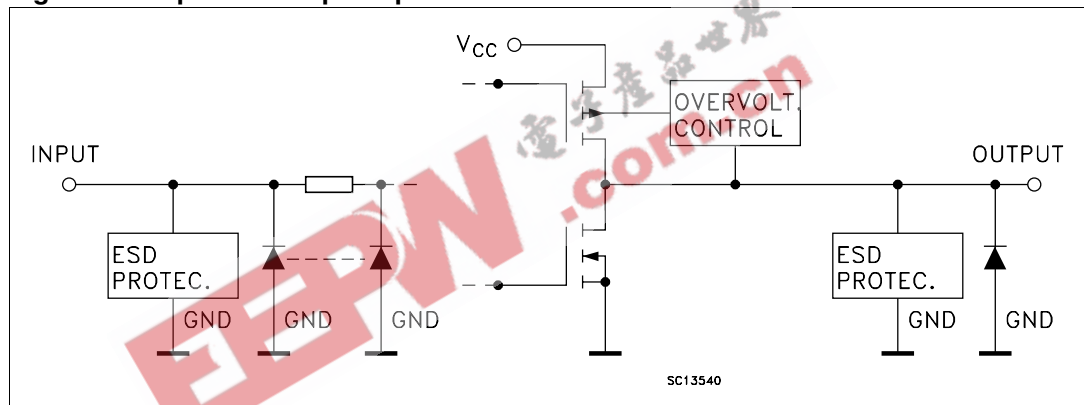 VCC
OVERVOLT.
CONTROL
INPUT
OUTPUT
ESD
PROTEC.
GND
GND
GND
ESD
PROTEC.
GND
GND
SC13540
電子產品世界
EEPW
.com.cn